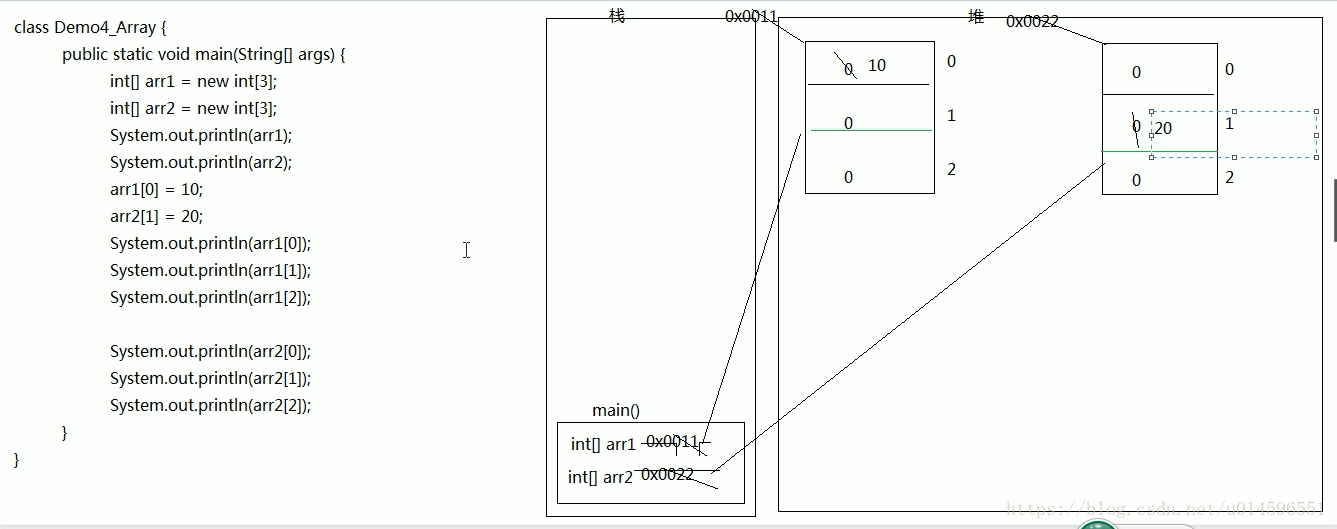 class Demo4_Array {
public static void main(String[] args) {
int[] arr1 = new int[3];
int[] arr2 = new int[3];
System.out.println(arr1);
System.out.println(arr2);
arr1[0] = 10;
arr2[1] = 20;
System.out.println(arr1[0]);
System.out.println(arr1[1]);
System.out.println(arr1[2]);
System.out.println(arr2[0]);
System.out.println(arr2[1]);
System.out.println(arr2[2]);
}
}
栈
main()
int[] arr1 0x0011
int[] arr2 0x0022
堆
0x0011
0 10 0
0 1
0 2
0x0022
0 0
0 20 1
0 2
https://blog.csdn.net/u014596551